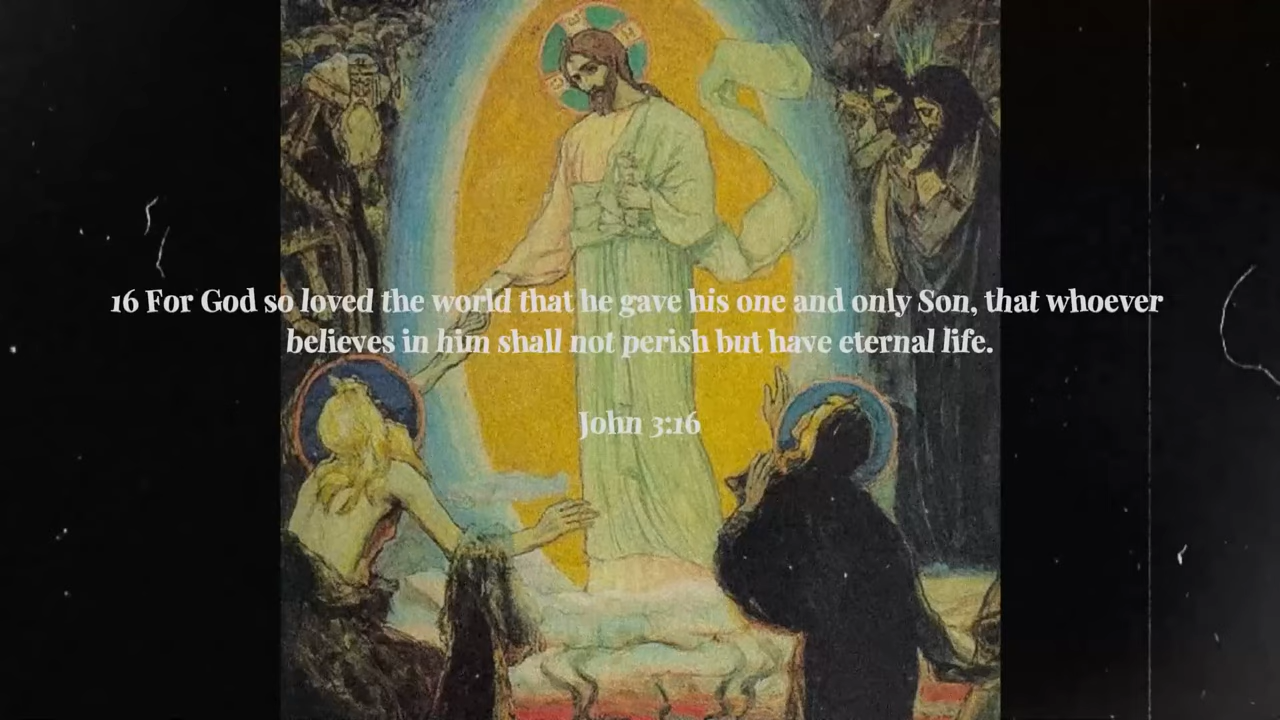 16 For God so loved the world that he gave his one and only Son, that whoever
believes in him shall not perish but have eternal life.
John 3:16